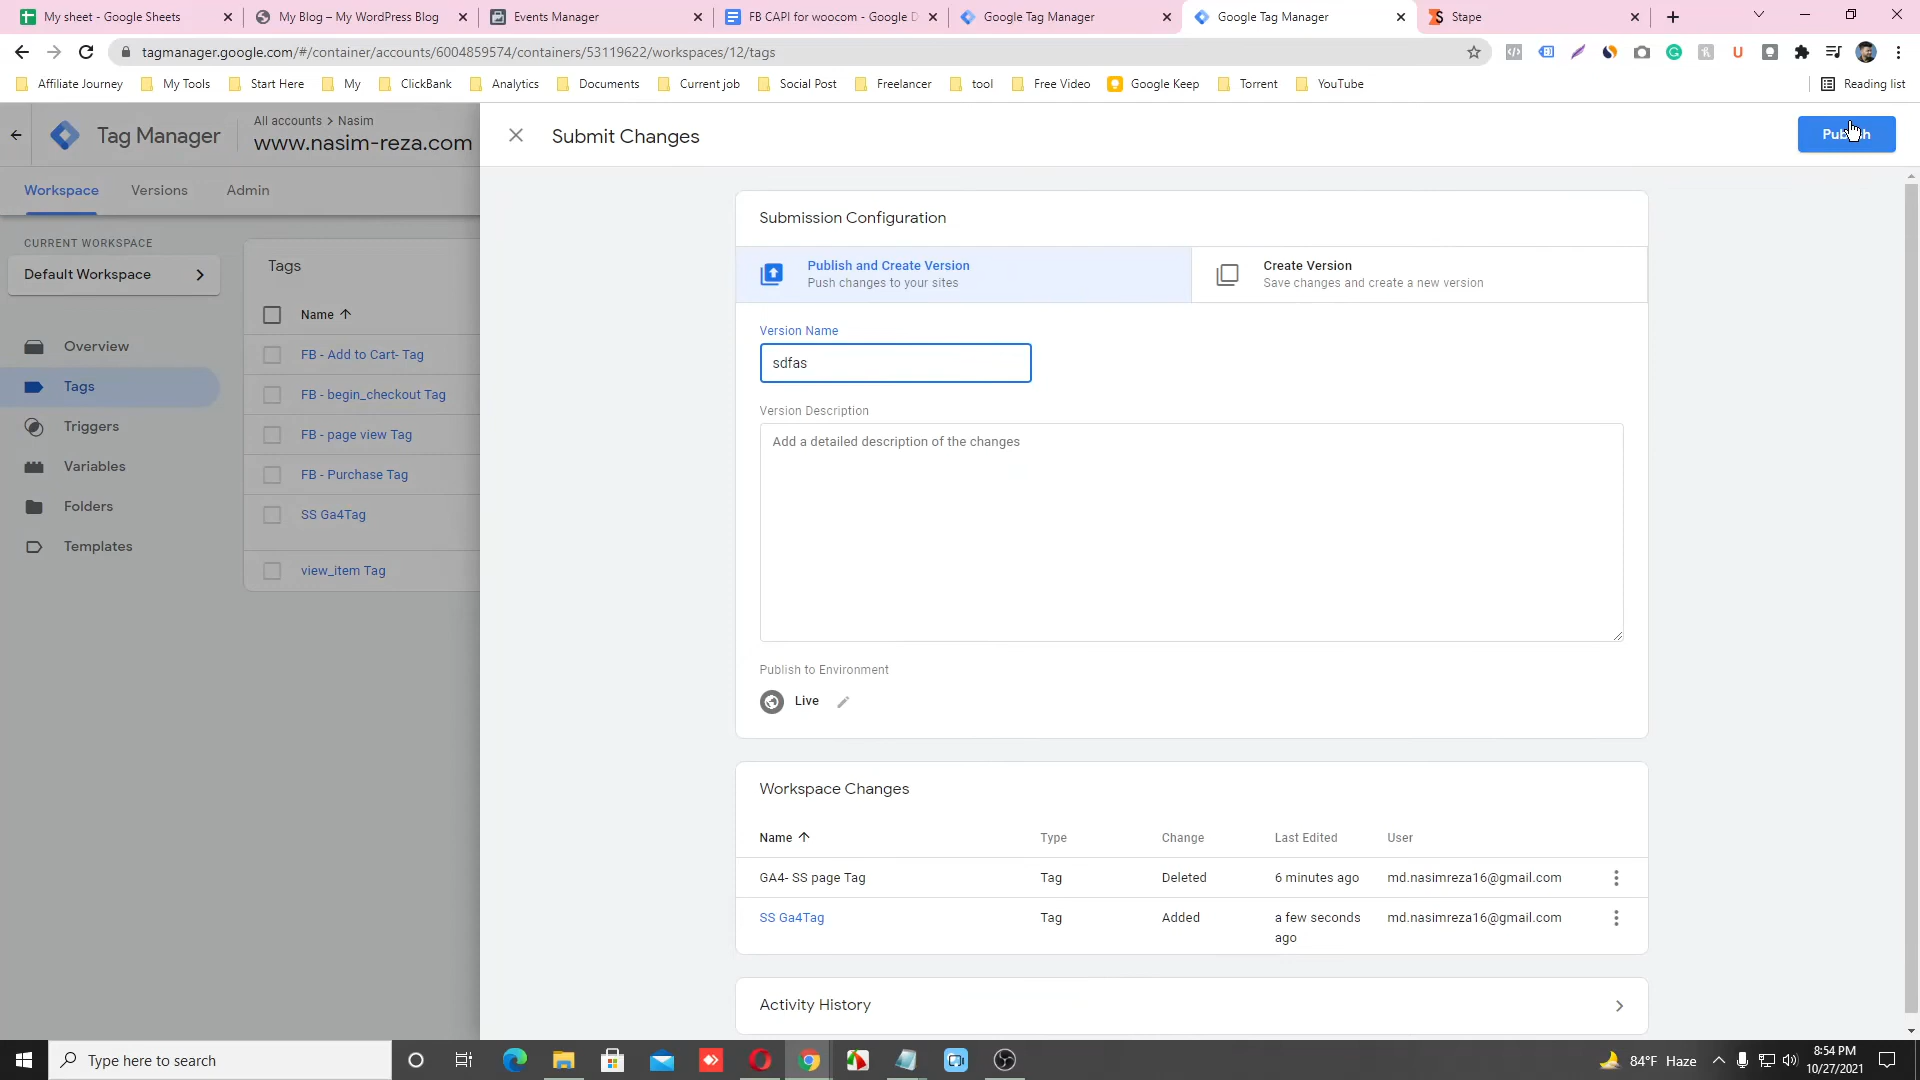 My sheet - Google Sheets
My Blog – My WordPress Blog
Events Manager
FB CAPI for woocom - Google D
Google Tag Manager
Google Tag Manager
Stape
tagmanager.google.com/#/container/accounts/6004859574/containers/53119622/workspaces/12/tags
Affiliate Journey
My Tools
Start Here
My
ClickBank
Analytics
Documents
Current job
Social Post
Freelancer
tool
Free Video
Google Keep
Torrent
YouTube
Reading list
Tag Manager
All accounts > Nasim
www.nasim-reza.com
Submit Changes
Publish
Workspace
Versions
Admin
CURRENT WORKSPACE
Default Workspace
Overview
Tags
Triggers
Variables
Folders
Templates
Tags
Name
FB - Add to Cart- Tag
FB - begin_checkout Tag
FB - page view Tag
FB - Purchase Tag
SS Ga4Tag
view_item Tag
Submission Configuration
Publish and Create Version
Push changes to your sites
Create Version
Save changes and create a new version
Version Name
sdfas
Version Description
Add a detailed description of the changes
Publish to Environment
Live
Workspace Changes
Name Type Change Last Edited User
GA4- SS page Tag Tag Deleted 6 minutes ago md.nasimreza16@gmail.com
SS Ga4Tag Tag Added a few seconds ago md.nasimreza16@gmail.com
Activity History
Type here to search
84°F Haze
8:54 PM
10/27/2021